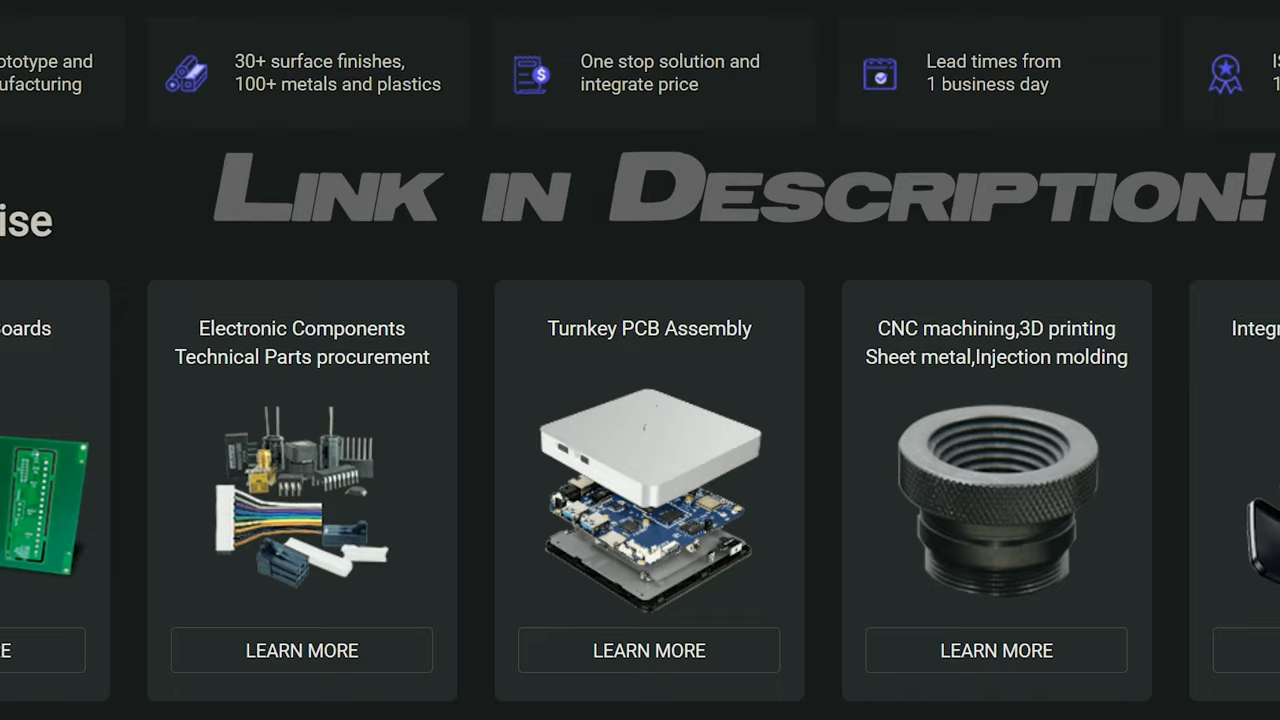 ototype and
ufacturing
30+ surface finishes,
100+ metals and plastics
One stop solution and
integrate price
Lead times from
1 business day
LINK IN DESCRIPTION!
ise
oards
Electronic Components
Technical Parts procurement
Turnkey PCB Assembly
CNC machining,3D printing
Sheet metal,Injection molding
Integr
E
LEARN MORE
LEARN MORE
LEARN MORE